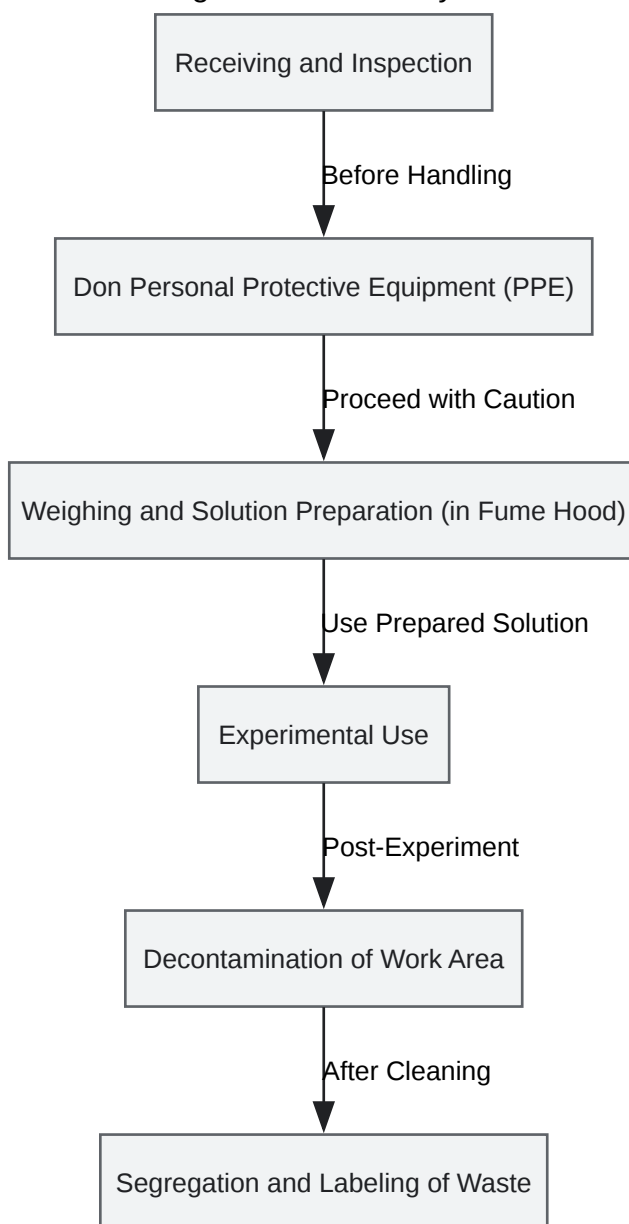 Receiving and Inspection
Before Handling
Don Personal Protective Equipment (PPE)
Proceed with Caution
Weighing and Solution Preparation (in Fume Hood)
Use Prepared Solution
Experimental Use
Post-Experiment
Decontamination of Work Area
After Cleaning
Segregation and Labeling of Waste